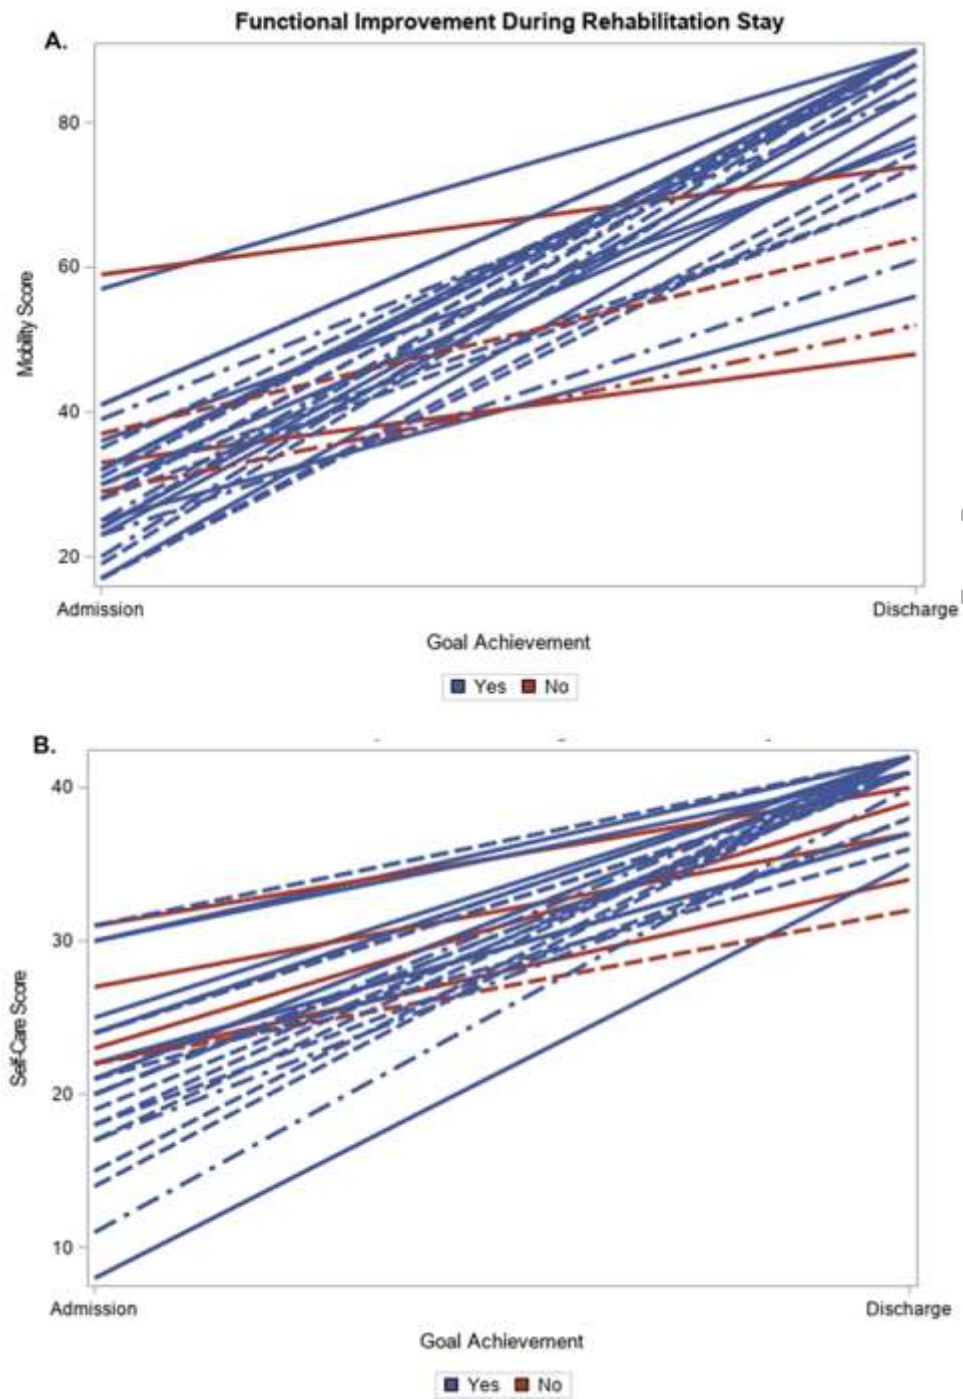 Functional Improvement During Rehabilitation Stay
A.
80
60
40
20
Mobility Score
Admission Discharge
Goal Achievement
Yes No
B.
40
30
20
10
Self-Care Score
Admission Discharge
Goal Achievement
Yes No